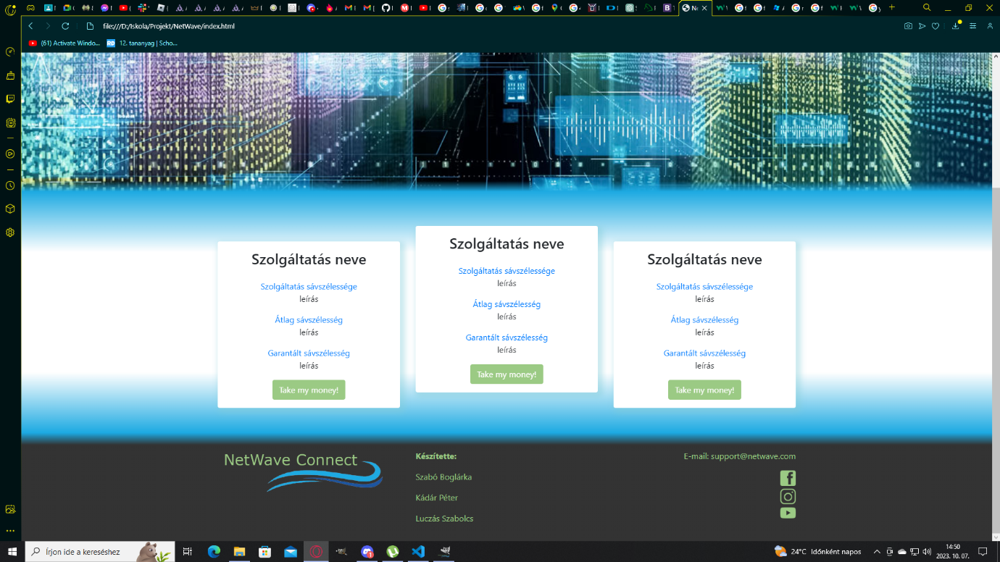 file:///D:/Iskola/Projekt/NetWave/index.html
(61) Activate Windo...
12. tananyag | Scho...
Szolgáltatás neve
Szolgáltatás sávszélessége
leírás
Átlag sávszélesség
leírás
Garantált sávszélesség
leírás
Take my money!
Szolgáltatás neve
Szolgáltatás sávszélessége
leírás
Átlag sávszélesség
leírás
Garantált sávszélesség
leírás
Take my money!
Szolgáltatás neve
Szolgáltatás sávszélessége
leírás
Átlag sávszélesség
leírás
Garantált sávszélesség
leírás
Take my money!
NetWave Connect
Készítette:
Szabó Boglárka
Kádár Péter
Luczás Szabolcs
E-mail: support@netwave.com
Írjon ide a kereséshez
24°C Időnként napos
14:50
2023. 10. 07.